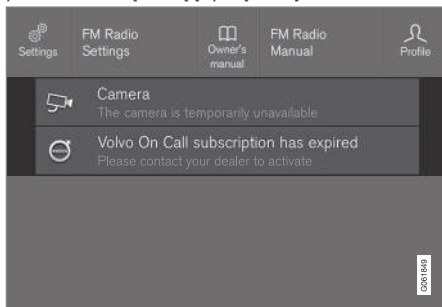 Settings
FM Radio
Settings
Owner's
manual
FM Radio
Manual
Profile
Camera
The camera is temporarily unavailable
Volvo On Call subscription has expired
Please contact your dealer to activate
G061849